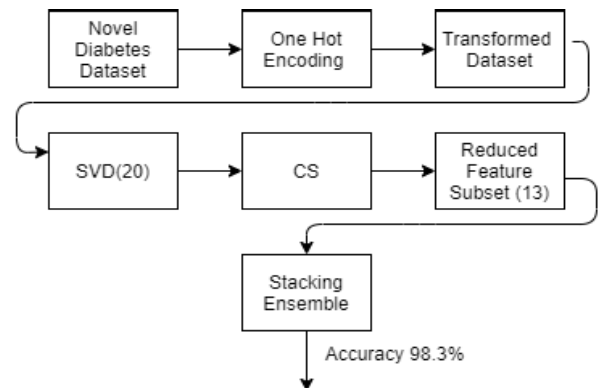 Novel
Diabetes
Dataset
One Hot
Encoding
Transformed
Dataset
SVD(20)
CS
Reduced
Feature
Subset (13)
Stacking
Ensemble
Accuracy 98.3%